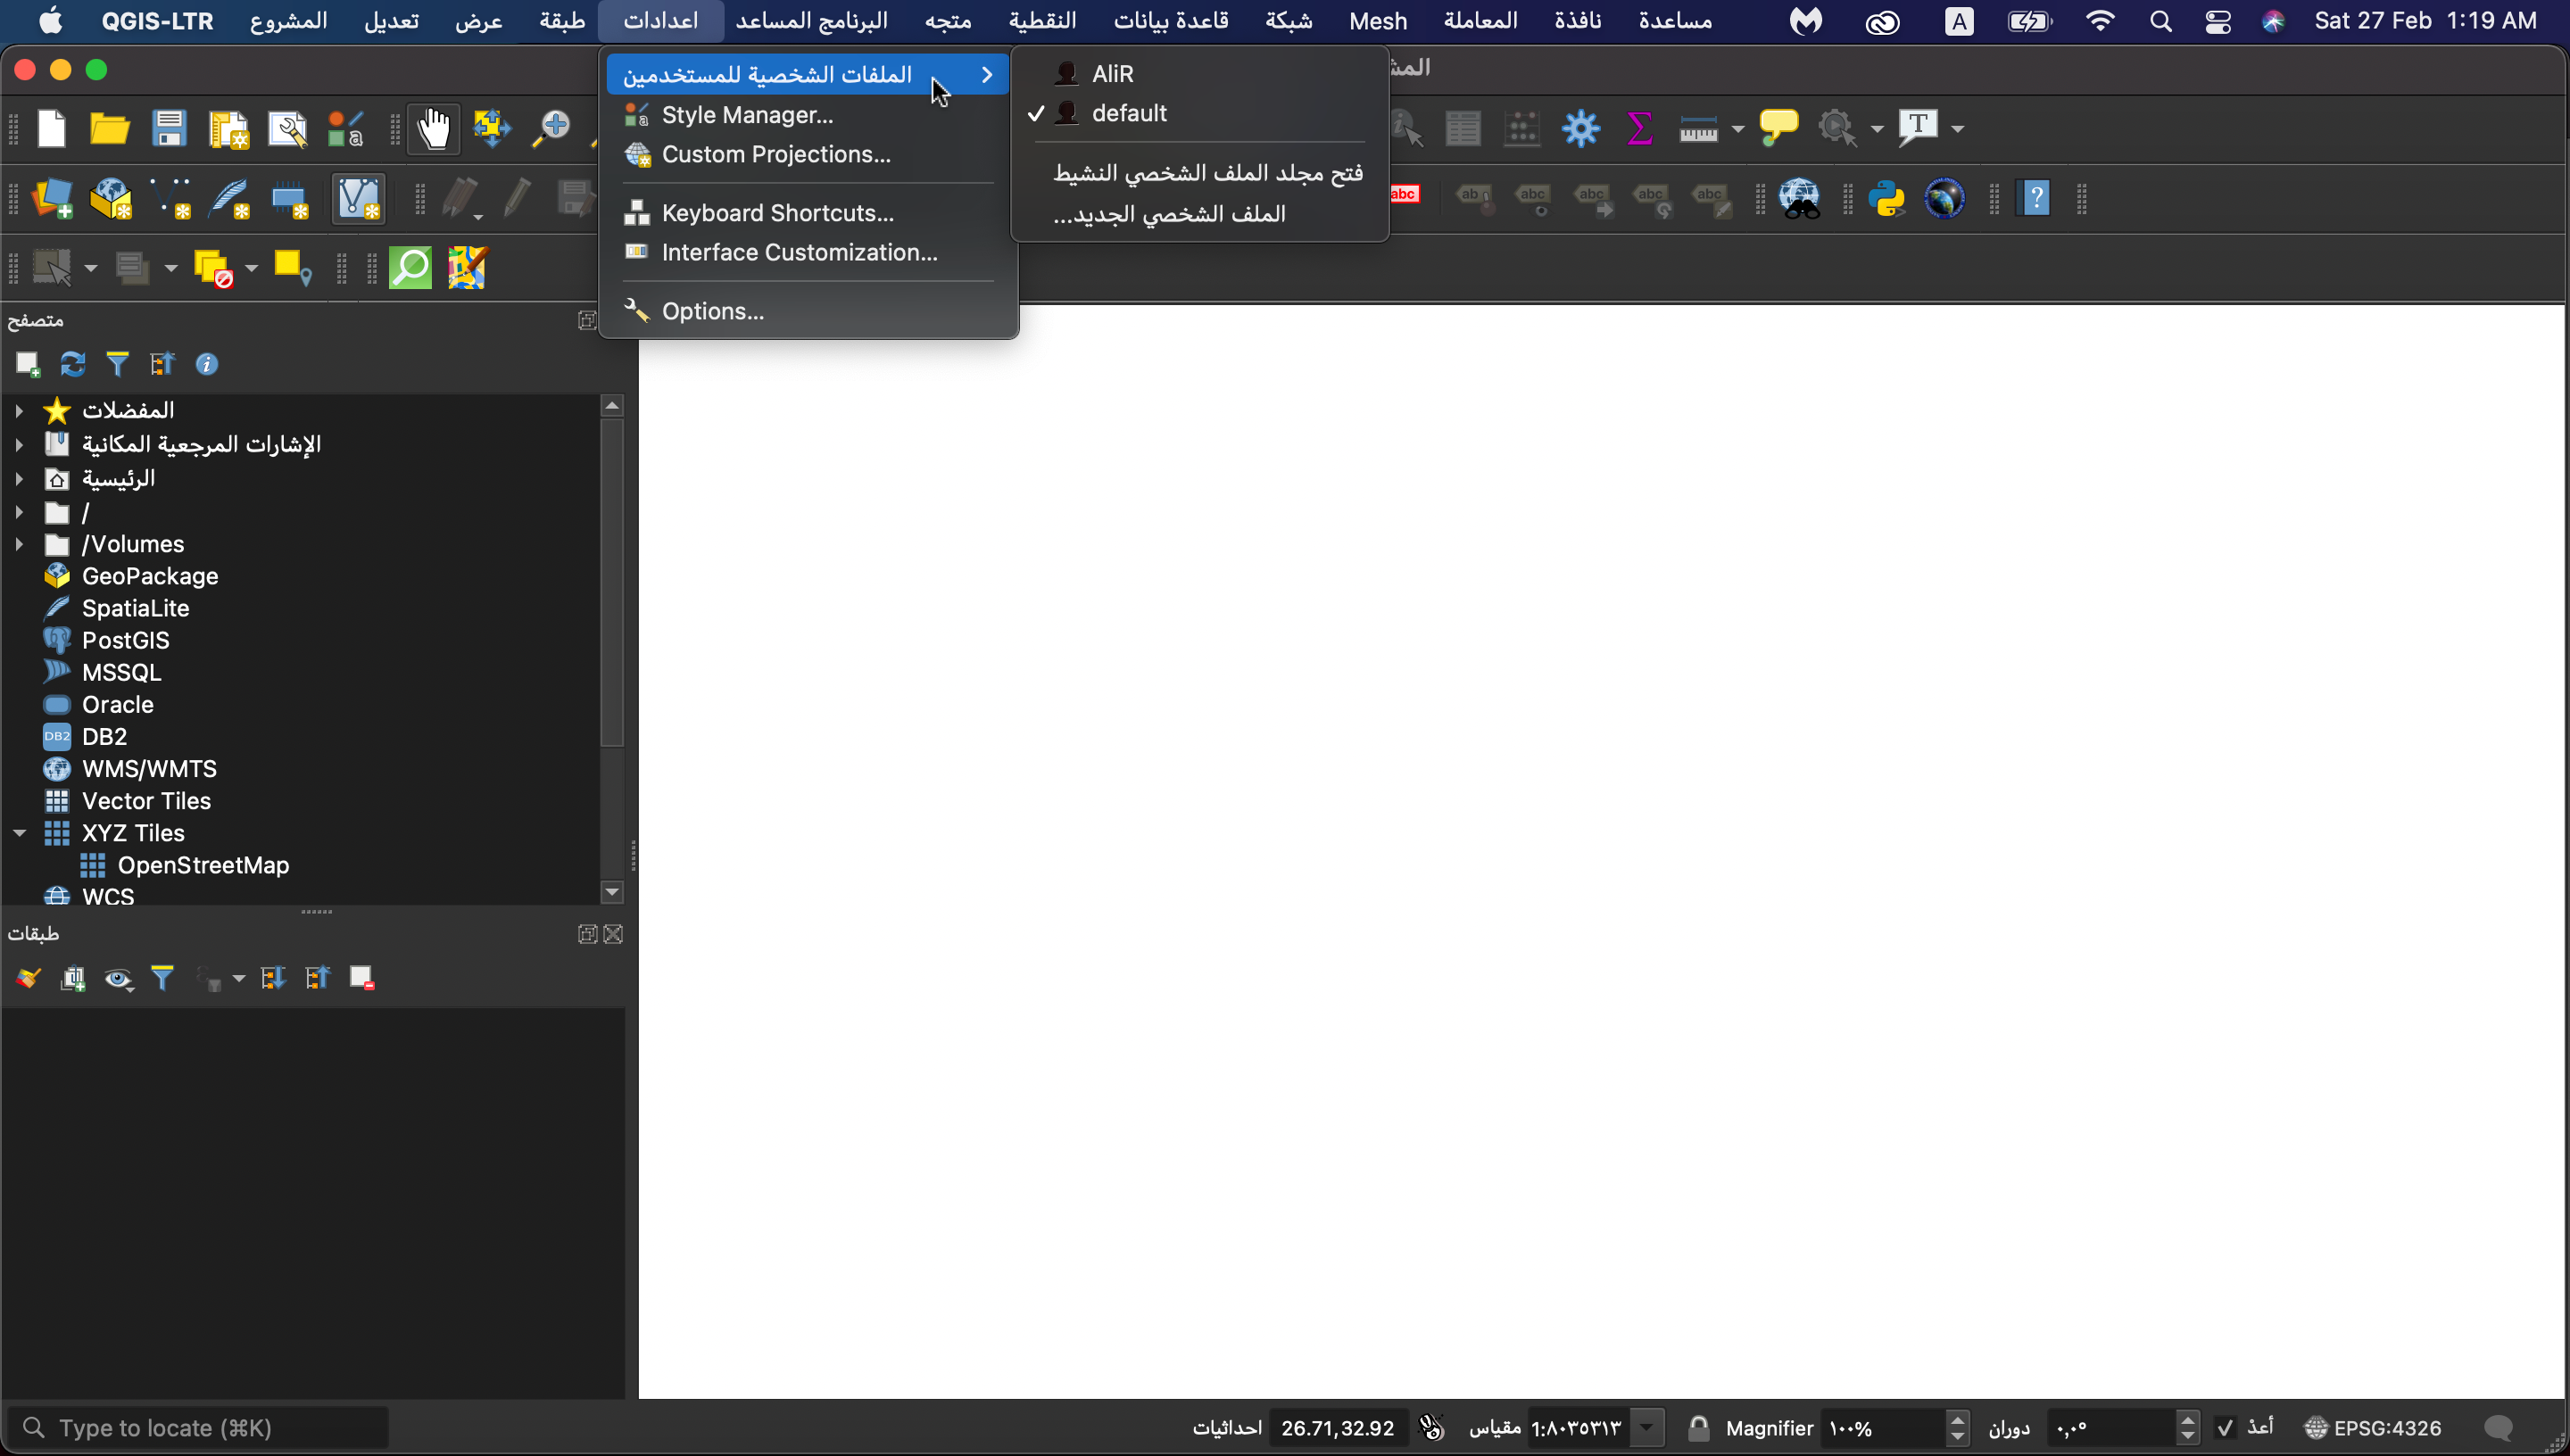 QGIS-LTR المشروع تعديل عرض طبقة اعدادات البرنامج المساعد متجه النقطية قاعدة بيانات شبكة Mesh المعاملة نافذة مساعدة A Sat 27 Feb 1:19 AM
الملفات الشخصية للمستخدمين
Style Manager...
Custom Projections...
Keyboard Shortcuts...
Interface Customization...
Options...
AliR
default
فتح مجلد الملف الشخصي النشيط
الملف الشخصي الجديد...
متصفح
المفضلات
الإشارات المرجعية المكانية
الرئيسية
/
/Volumes
GeoPackage
SpatiaLite
PostGIS
MSSQL
Oracle
DB2 DB2
WMS/WMTS
Vector Tiles
XYZ Tiles
OpenStreetMap
WCS
طبقات
Type to locate (⌘K)
احداثيات 26.71,32.92 مقياس 1:٨٠٣٥٣١٣ Magnifier ١٠٠% دوران ٠,٠° أعدْ EPSG:4326